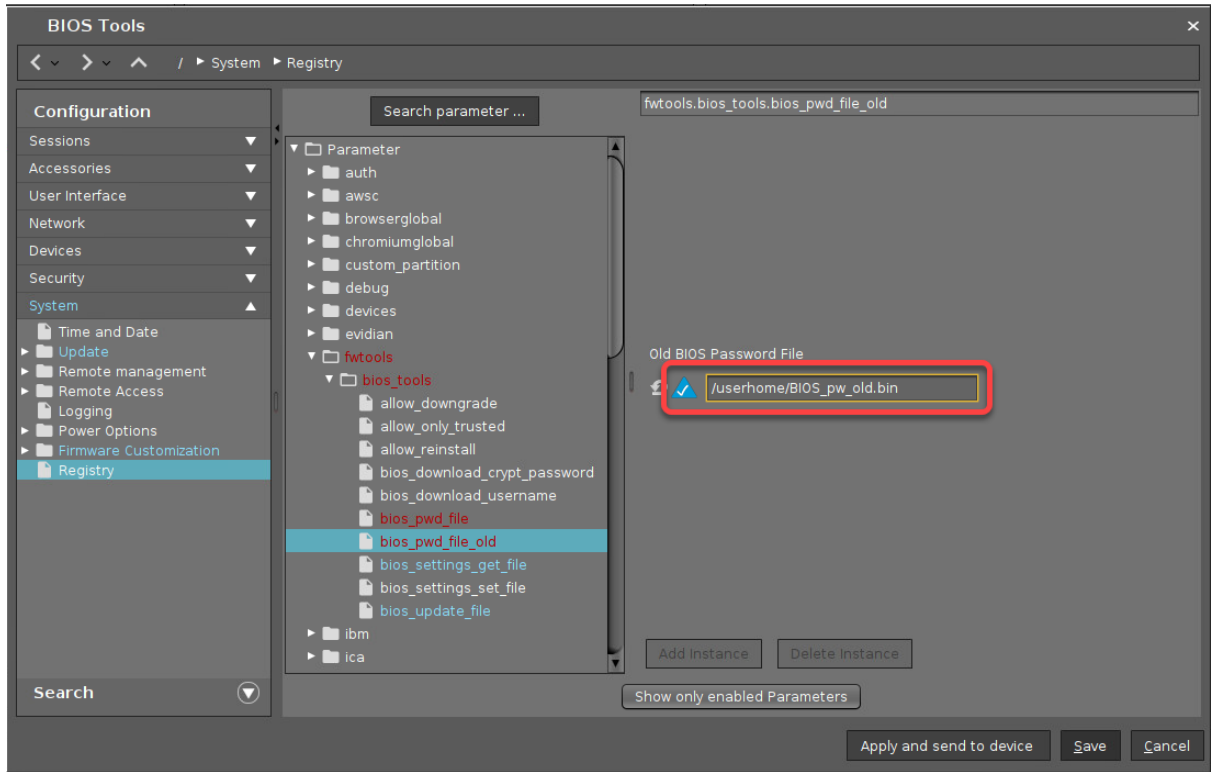 BIOS Tools
/ System Registry
Configuration
Sessions
Accessories
User Interface
Network
Devices
Security
System
Time and Date
Update
Remote management
Remote Access
Logging
Power Options
Firmware Customization
Registry
Search
Search parameter ...
Parameter
auth
awsc
browserglobal
chromiumglobal
custom_partition
debug
devices
evidian
fwtools
bios_tools
allow_downgrade
allow_only_trusted
allow_reinstall
bios_download_crypt_password
bios_download_username
bios_pwd_file
bios_pwd_file_old
bios_settings_get_file
bios_settings_set_file
bios_update_file
ibm
ica
fwtools.bios_tools.bios_pwd_file_old
Old BIOS Password File
/userhome/BIOS_pw_old.bin
Add Instance Delete Instance
Show only enabled Parameters
Apply and send to device Save Cancel